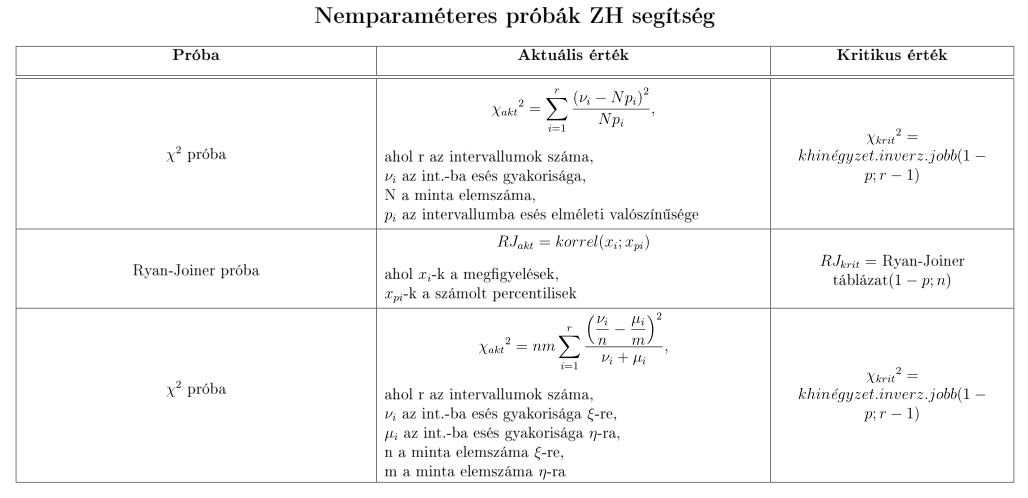 Nemparaméteres próbák ZH segítség
Próba
Aktuális érték
Kritikus érték
χ² próba
χ_akt² = ∑_{i=1}^{r} (ν_i − Np_i)² / Np_i,
ahol r az intervallumok száma,
ν_i az int.-ba esés gyakorisága,
N a minta elemszáma,
p_i az intervallumba esés elméleti valószínűsége
χ_krit² =
khinégyzet.inverz.jobb(1 −
p; r − 1)
Ryan-Joiner próba
RJ_akt = korrel(x_i; x_pi)
ahol x_i-k a megfigyelések,
x_pi-k a számolt percentilisek
RJ_krit = Ryan-Joiner
táblázat(1 − p; n)
χ² próba
χ_akt² = nm ∑_{i=1}^{r} (ν_i/n − μ_i/m)² / (ν_i + μ_i),
ahol r az intervallumok száma,
ν_i az int.-ba esés gyakorisága ξ-re,
μ_i az int.-ba esés gyakorisága η-ra,
n a minta elemszáma ξ-re,
m a minta elemszáma η-ra
χ_krit² =
khinégyzet.inverz.jobb(1 −
p; r − 1)